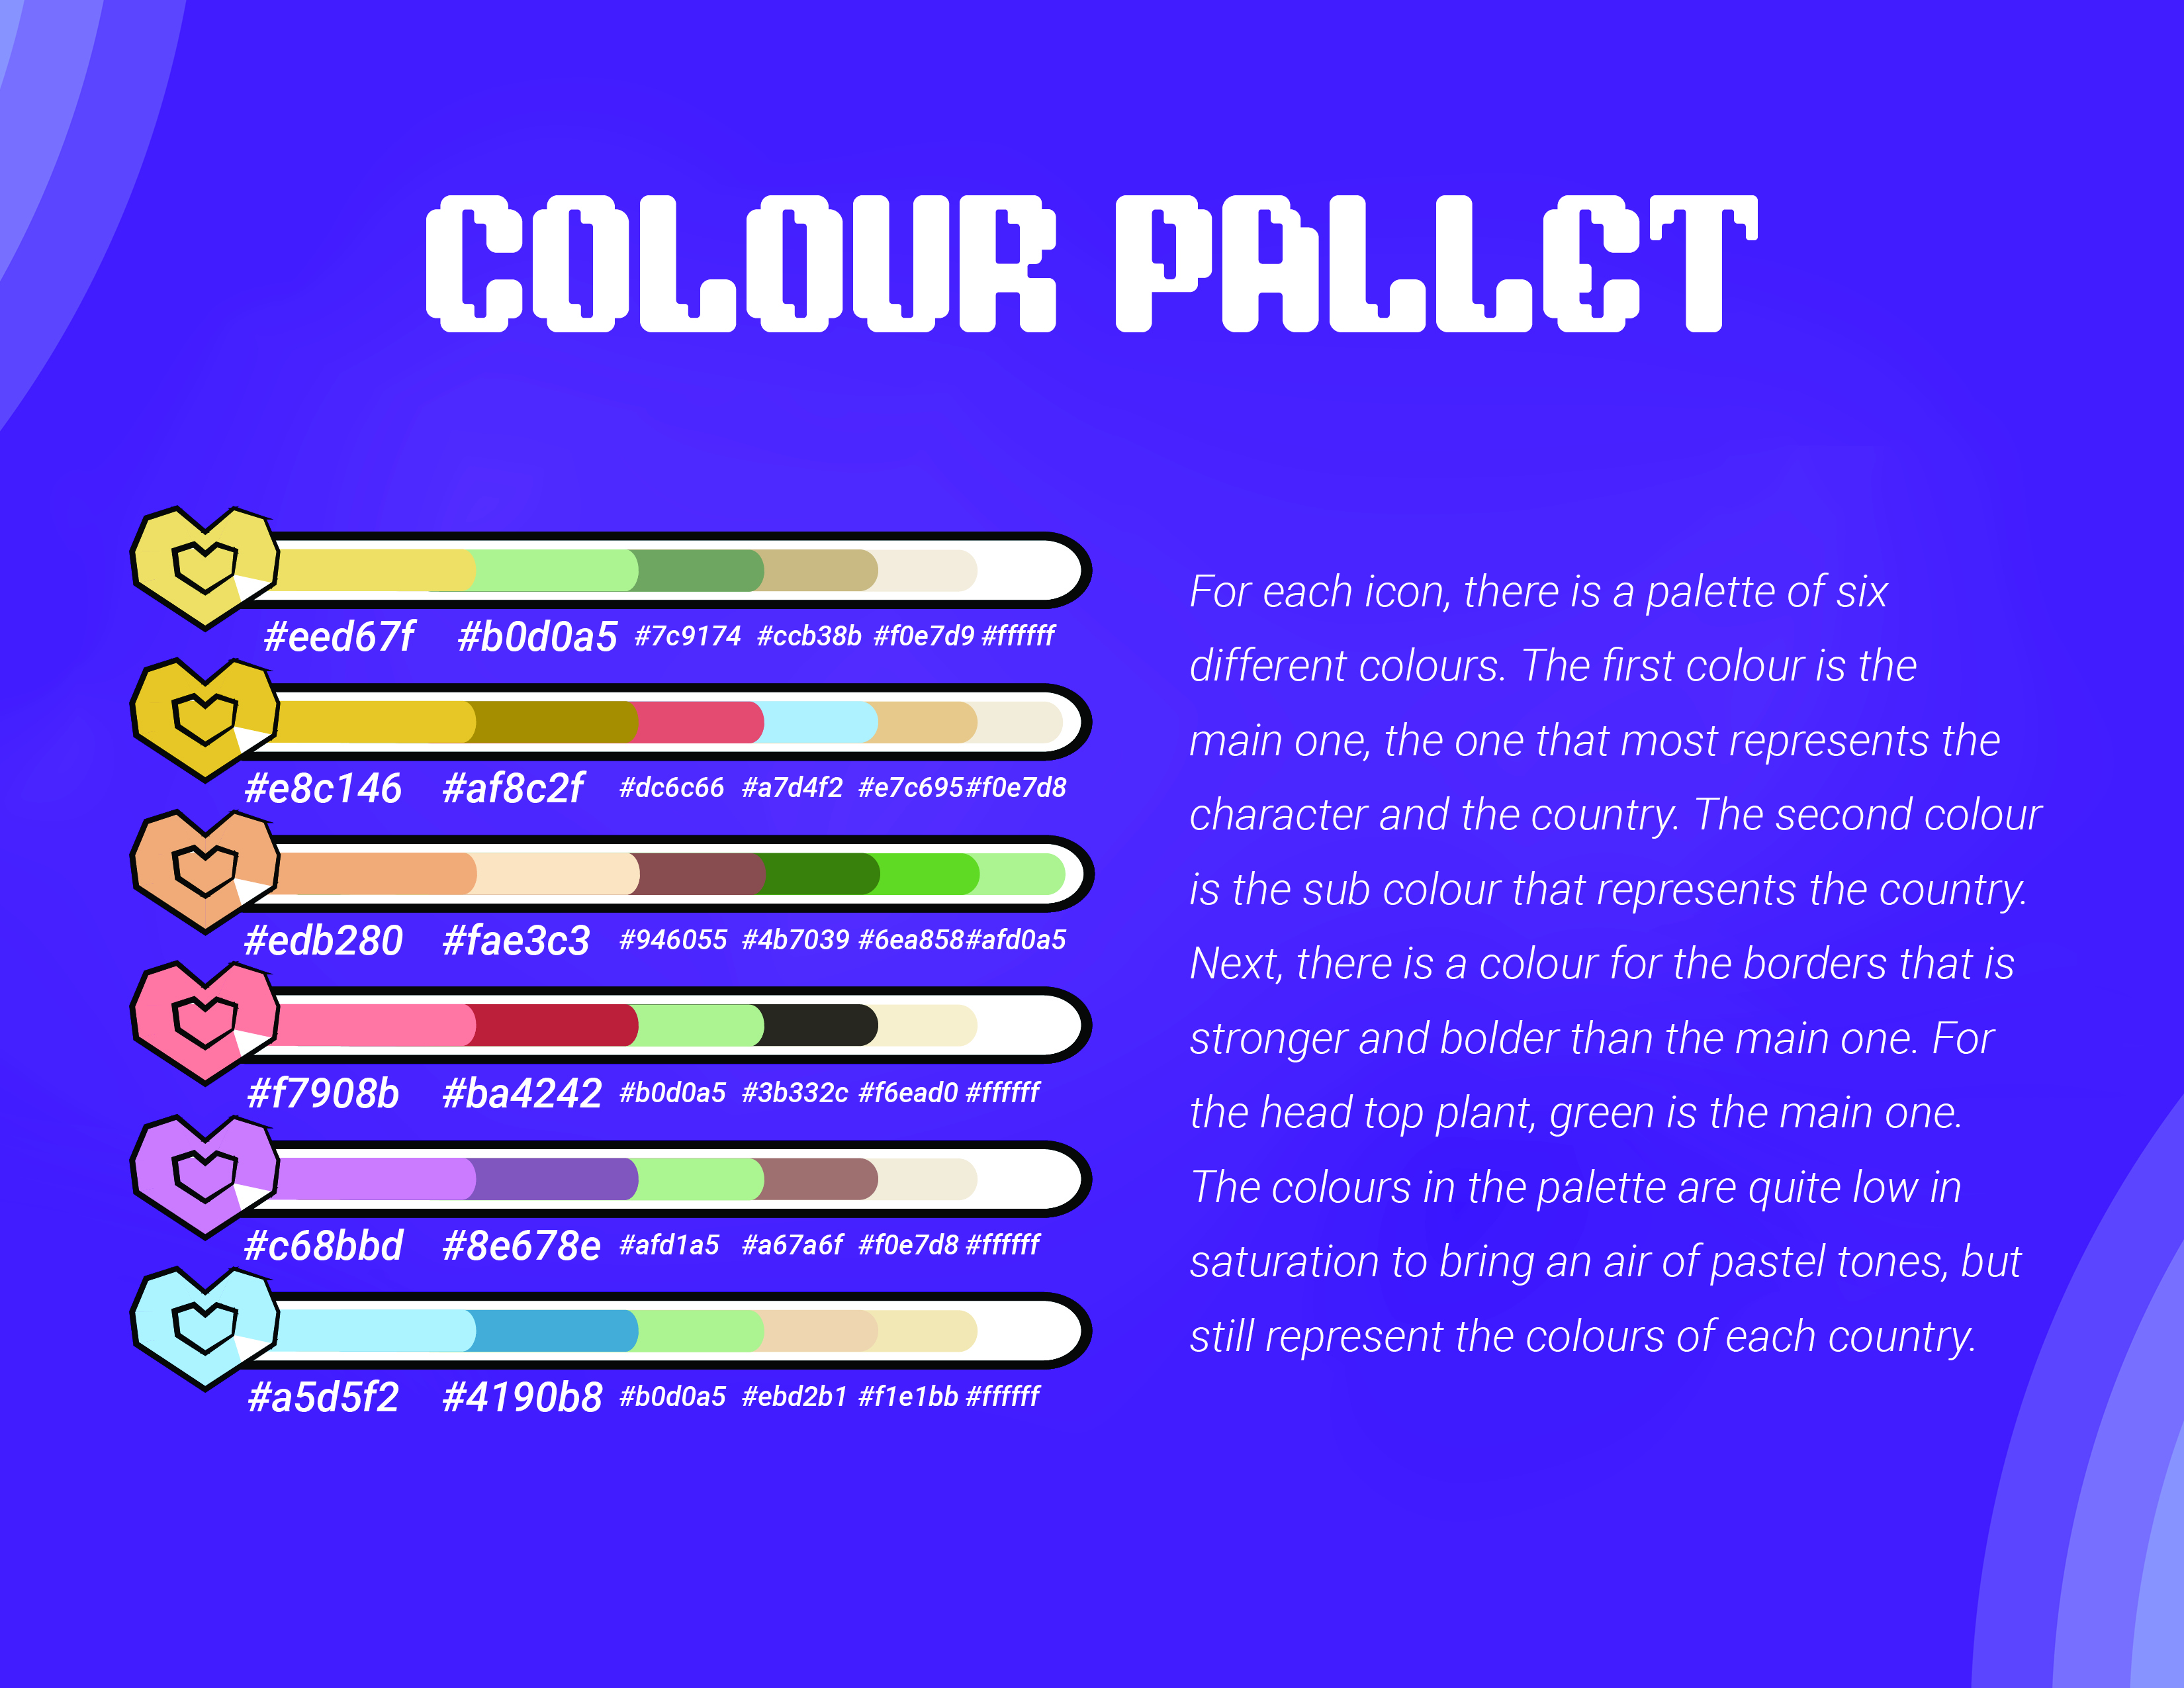 COLOUR PALLET
#eed67f #b0d0a5 #7c9174 #ccb38b #f0e7d9 #ffffff
#e8c146 #af8c2f #dc6c66 #a7d4f2 #e7c695 #f0e7d8
#edb280 #fae3c3 #946055 #4b7039 #6ea858 #afd0a5
#f7908b #ba4242 #b0d0a5 #3b332c #f6ead0 #ffffff
#c68bbd #8e678e #afd1a5 #a67a6f #f0e7d8 #ffffff
#a5d5f2 #4190b8 #b0d0a5 #ebd2b1 #f1e1bb #ffffff
For each icon, there is a palette of six
different colours. The first colour is the
main one, the one that most represents the
character and the country. The second colour
is the sub colour that represents the country.
Next, there is a colour for the borders that is
stronger and bolder than the main one. For
the head top plant, green is the main one.
The colours in the palette are quite low in
saturation to bring an air of pastel tones, but
still represent the colours of each country.